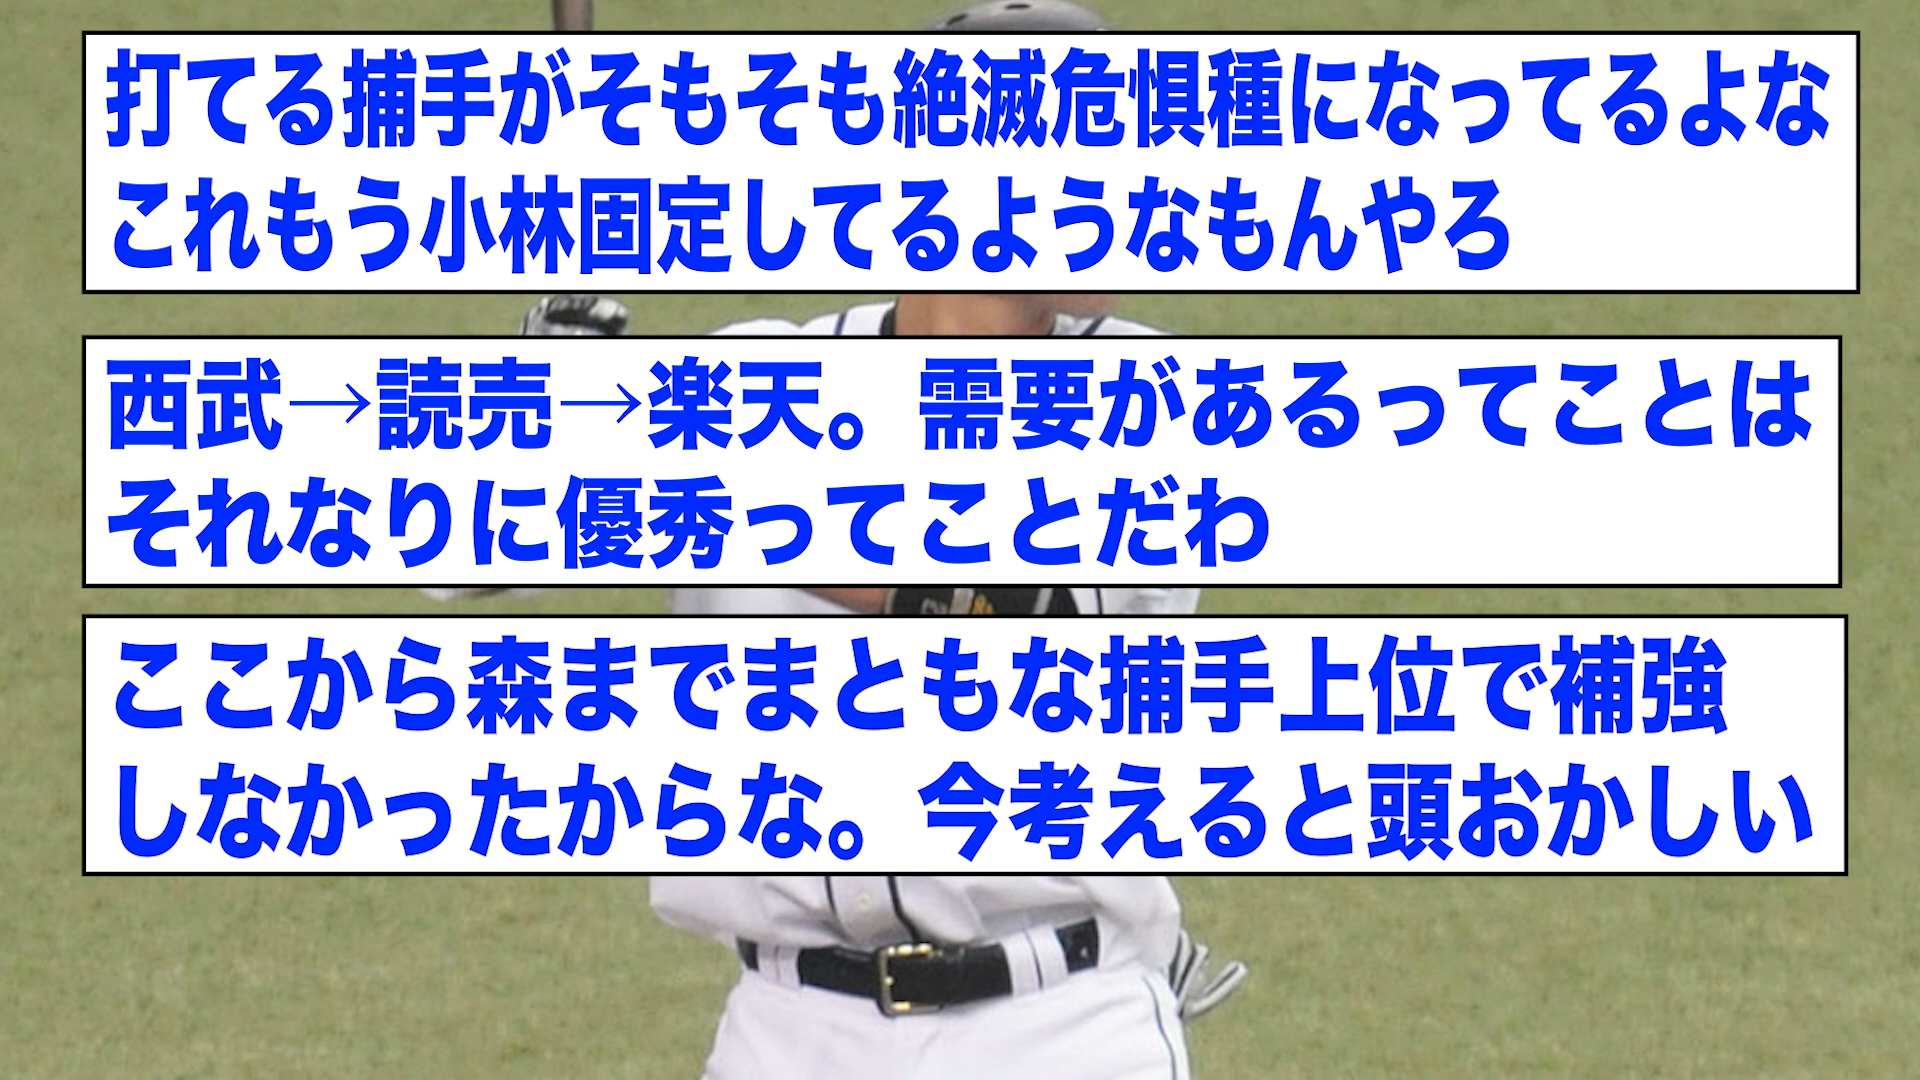 打てる捕手がそもそも絶滅危惧種になってるよな
これもう小林固定してるようなもんやろ
西武→読売→楽天。需要があるってことは
それなりに優秀ってことだわ
ここから森までまともな捕手上位で補強
しなかったからな。今考えると頭おかしい